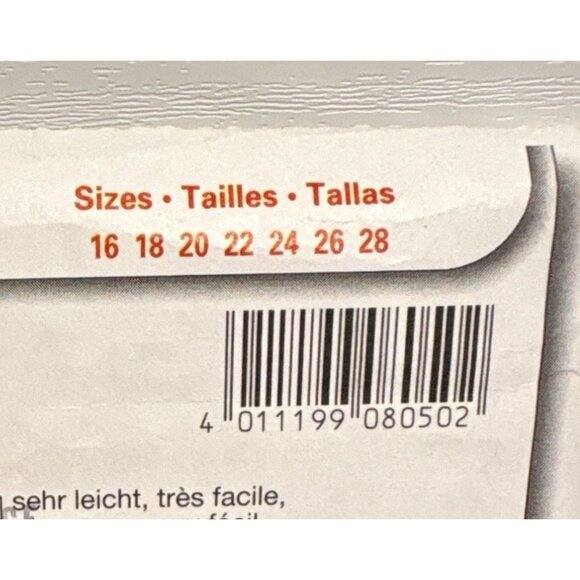 Sizes • Tailles • Tallas
16 18 20 22 24 26 28
4 011199 080502
sehr leicht, très facile,